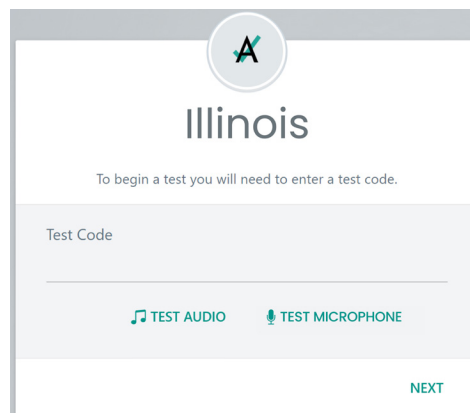 Illinois
To begin a test you will need to enter a test code.
Test Code
TEST AUDIO TEST MICROPHONE
NEXT